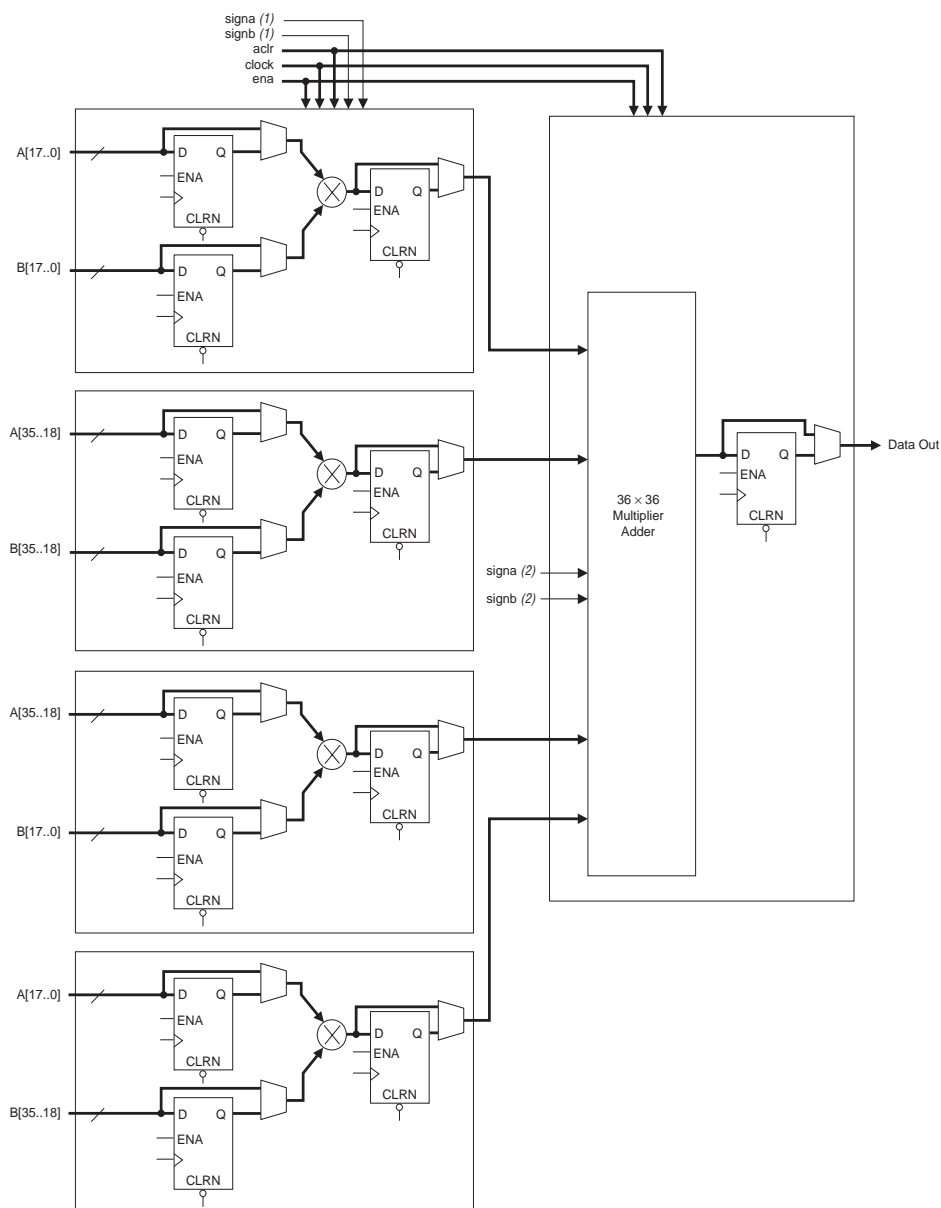 signa (1)
signb (1)
aclr
clock
ena
A[17..0]
D Q
ENA
CLRN
D Q
ENA
CLRN
B[17..0]
D Q
ENA
CLRN
A[35..18]
D Q
ENA
CLRN
D Q
ENA
CLRN
B[35..18]
D Q
ENA
CLRN
36 × 36
Multiplier
Adder
signa (2)
signb (2)
D Q
ENA
CLRN
Data Out
A[35..18]
D Q
ENA
CLRN
D Q
ENA
CLRN
B[17..0]
D Q
ENA
CLRN
A[17..0]
D Q
ENA
CLRN
D Q
ENA
CLRN
B[35..18]
D Q
ENA
CLRN